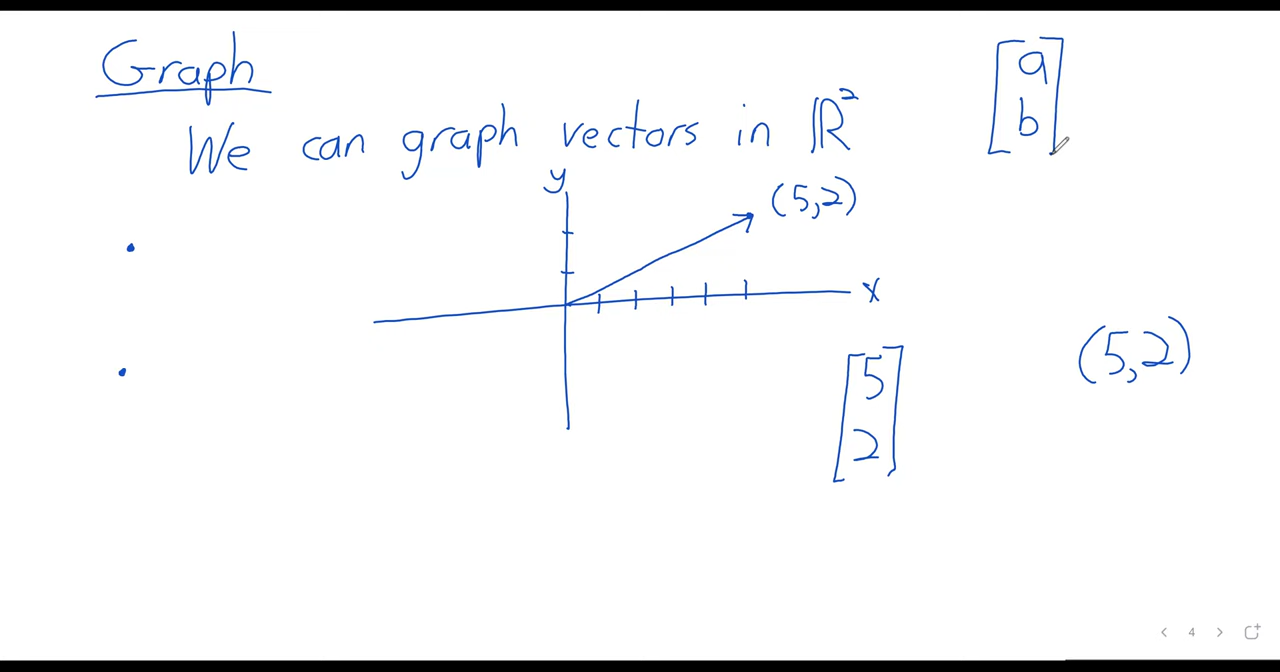 Graph
We can graph vectors in ℝ²
[a
b]
y
(5,2)
x
[5
2]
(5,2)
< 4 >